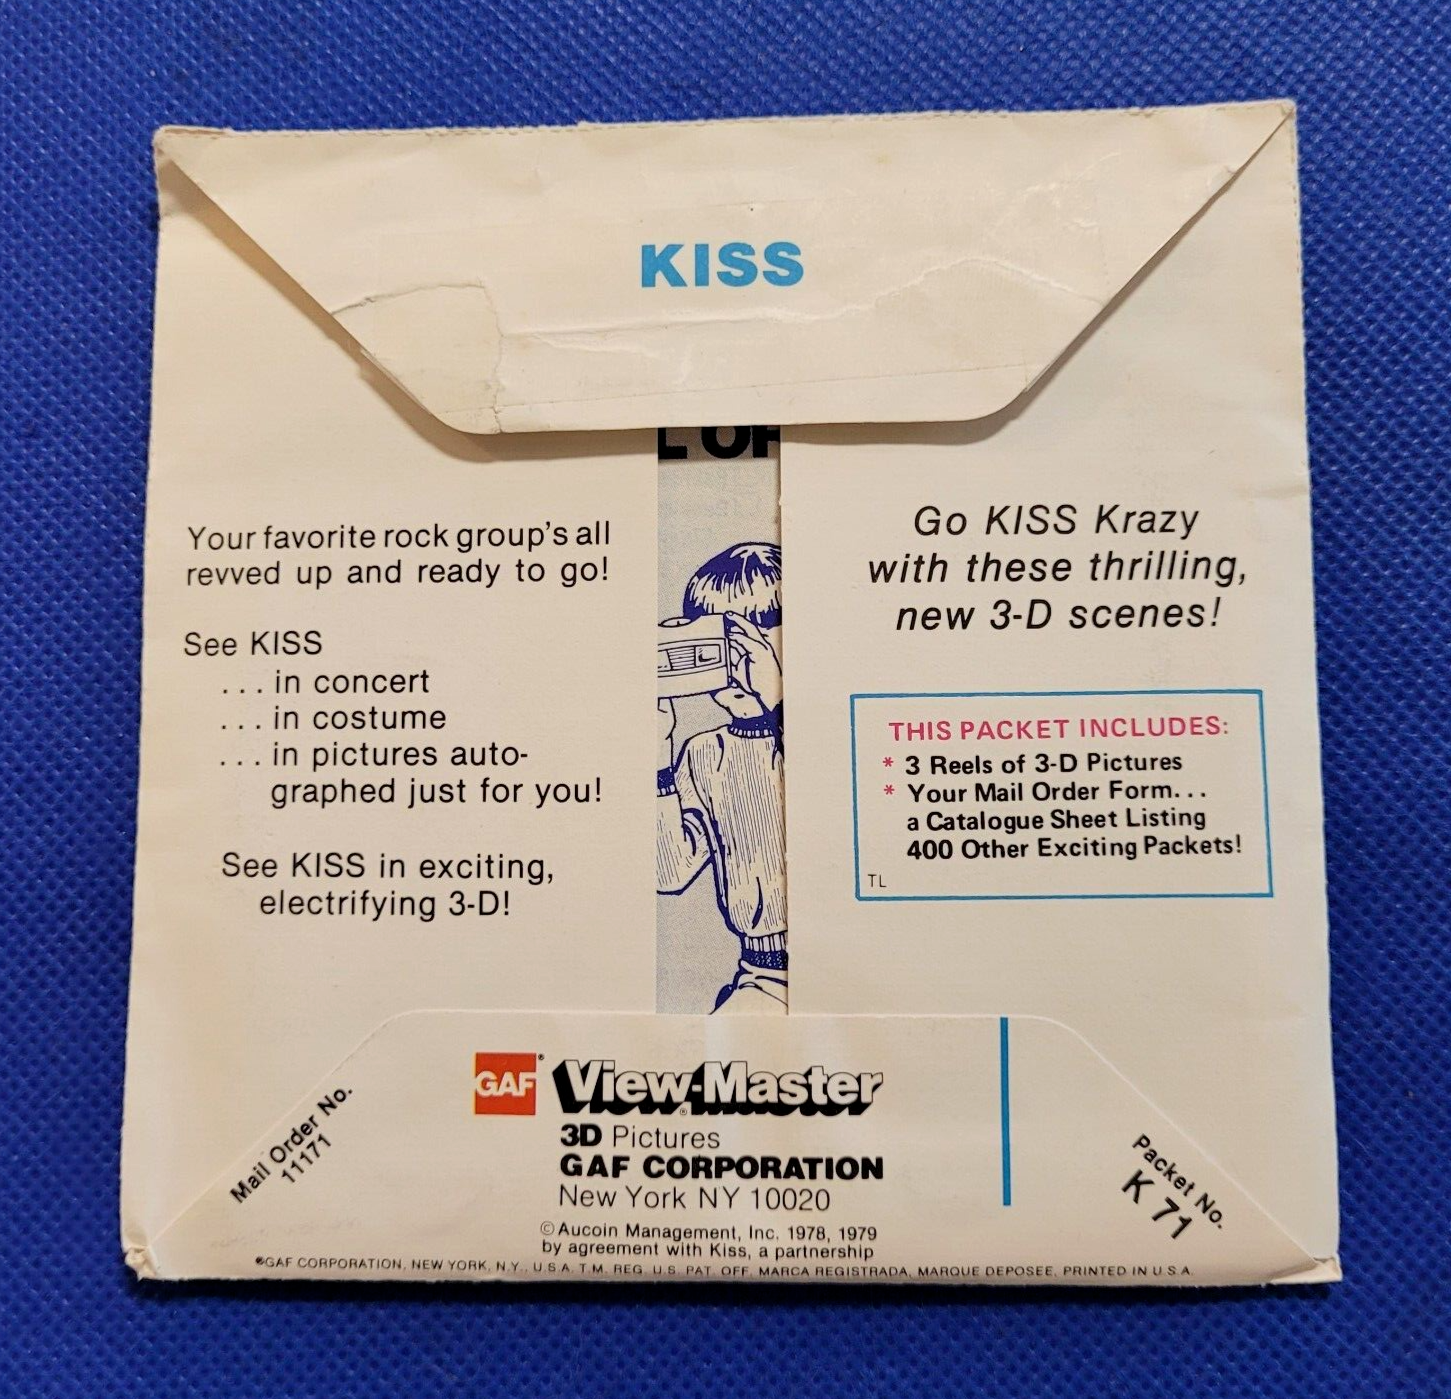 KISS
L OF
Your favorite rock group's all
revved up and ready to go!
See KISS
... in concert
... in costume
... in pictures auto-
graphed just for you!
See KISS in exciting,
electrifying 3-D!
Go KISS Krazy
with these thrilling,
new 3-D scenes!
THIS PACKET INCLUDES:
* 3 Reels of 3-D Pictures
* Your Mail Order Form...
a Catalogue Sheet Listing
400 Other Exciting Packets!
TL
Mail Order No.
11171
GAF® View-Master®
3D Pictures
GAF CORPORATION
New York NY 10020
© Aucoin Management, Inc. 1978, 1979
by agreement with Kiss, a partnership
®GAF CORPORATION, NEW YORK, N.Y., U.S.A. T.M. REG. U.S. PAT. OFF. MARCA REGISTRADA, MARQUE DEPOSEE, PRINTED IN U.S.A.
Packet No.
K 71